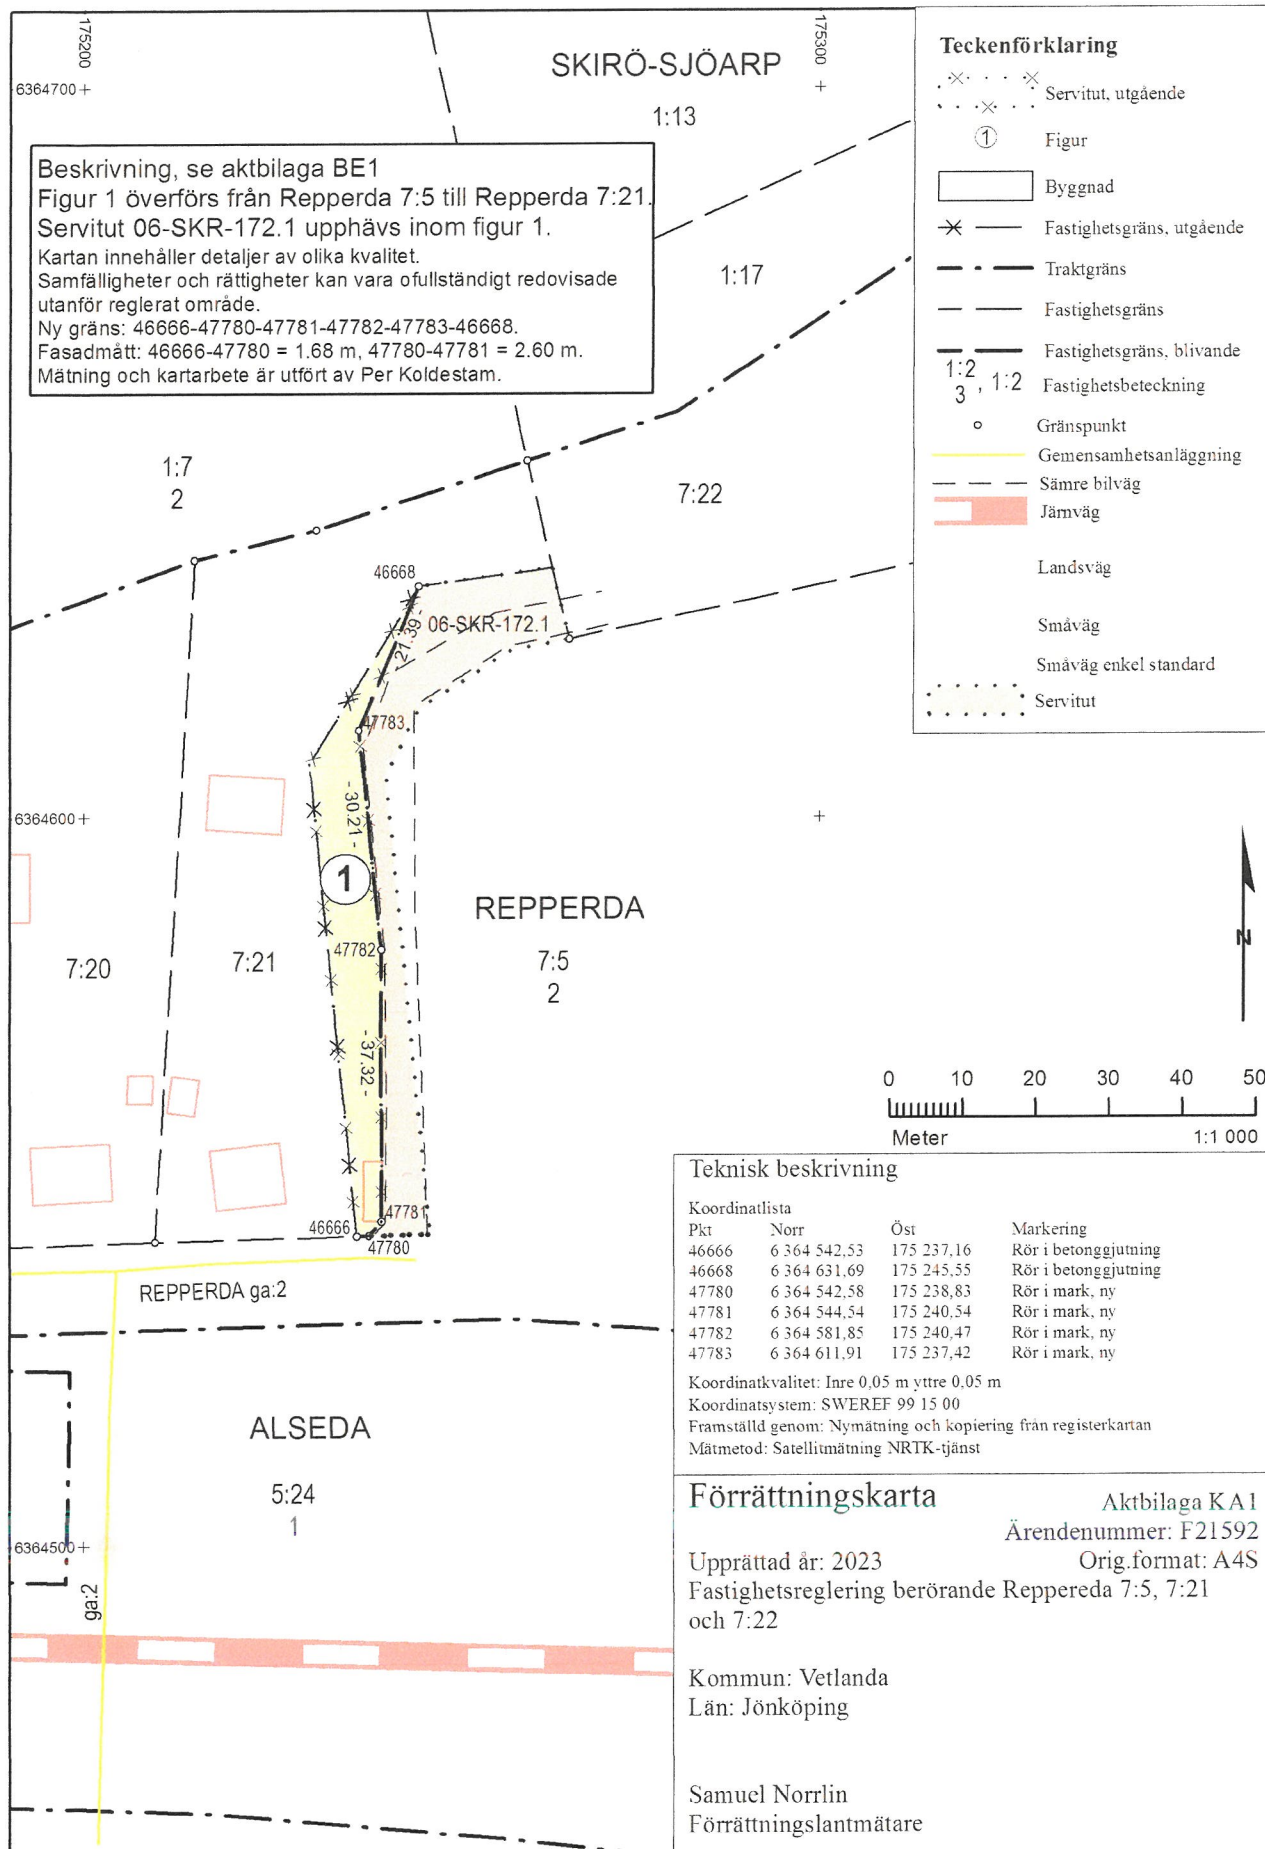 175200
175300
6364700
SKIRÖ-SJÖARP
1:13
Beskrivning, se aktbilaga BE1
Figur 1 överförs från Repperda 7:5 till Repperda 7:21.
Servitut 06-SKR-172.1 upphävs inom figur 1.
Kartan innehåller detaljer av olika kvalitet.
Samfälligheter och rättigheter kan vara ofullständigt redovisade
utanför reglerat område.
Ny gräns: 46666-47780-47781-47782-47783-46668.
Fasadmått: 46666-47780 = 1.68 m, 47780-47781 = 2.60 m.
Mätning och kartarbete är utfört av Per Koldestam.
1:17
1:7
2
7:22
46668
06-SKR-172.1
- 21.39 -
47783
6364600
- 30.21 -
1
REPPERDA
7:5
2
47782
7:20
7:21
- 37.32 -
47781
46666
47780
REPPERDA ga:2
ALSEDA
5:24
1
6364500
ga:2
Teckenförklaring
Servitut, utgående
1
Figur
Byggnad
Fastighetsgräns, utgående
Traktgräns
Fastighetsgräns
Fastighetsgräns, blivande
1:2
3 , 1:2 Fastighetsbeteckning
Gränspunkt
Gemensamhetsanläggning
Sämre bilväg
Järnväg
Landsväg
Småväg
Småväg enkel standard
Servitut
N
0 10 20 30 40 50
Meter 1:1 000
Teknisk beskrivning
Koordinatlista
Pkt Norr Öst Markering
46666 6 364 542,53 175 237,16 Rör i betonggjutning
46668 6 364 631,69 175 245,55 Rör i betonggjutning
47780 6 364 542,58 175 238,83 Rör i mark, ny
47781 6 364 544,54 175 240,54 Rör i mark, ny
47782 6 364 581,85 175 240,47 Rör i mark, ny
47783 6 364 611,91 175 237,42 Rör i mark, ny
Koordinatkvalitet: Inre 0,05 m yttre 0,05 m
Koordinatsystem: SWEREF 99 15 00
Framställd genom: Nymätning och kopiering från registerkartan
Mätmetod: Satellitmätning NRTK-tjänst
Förrättningskarta
Aktbilaga KA1
Ärendenummer: F21592
Upprättad år: 2023 Orig.format: A4S
Fastighetsreglering berörande Reppereda 7:5, 7:21
och 7:22
Kommun: Vetlanda
Län: Jönköping
Samuel Norrlin
Förrättningslantmätare